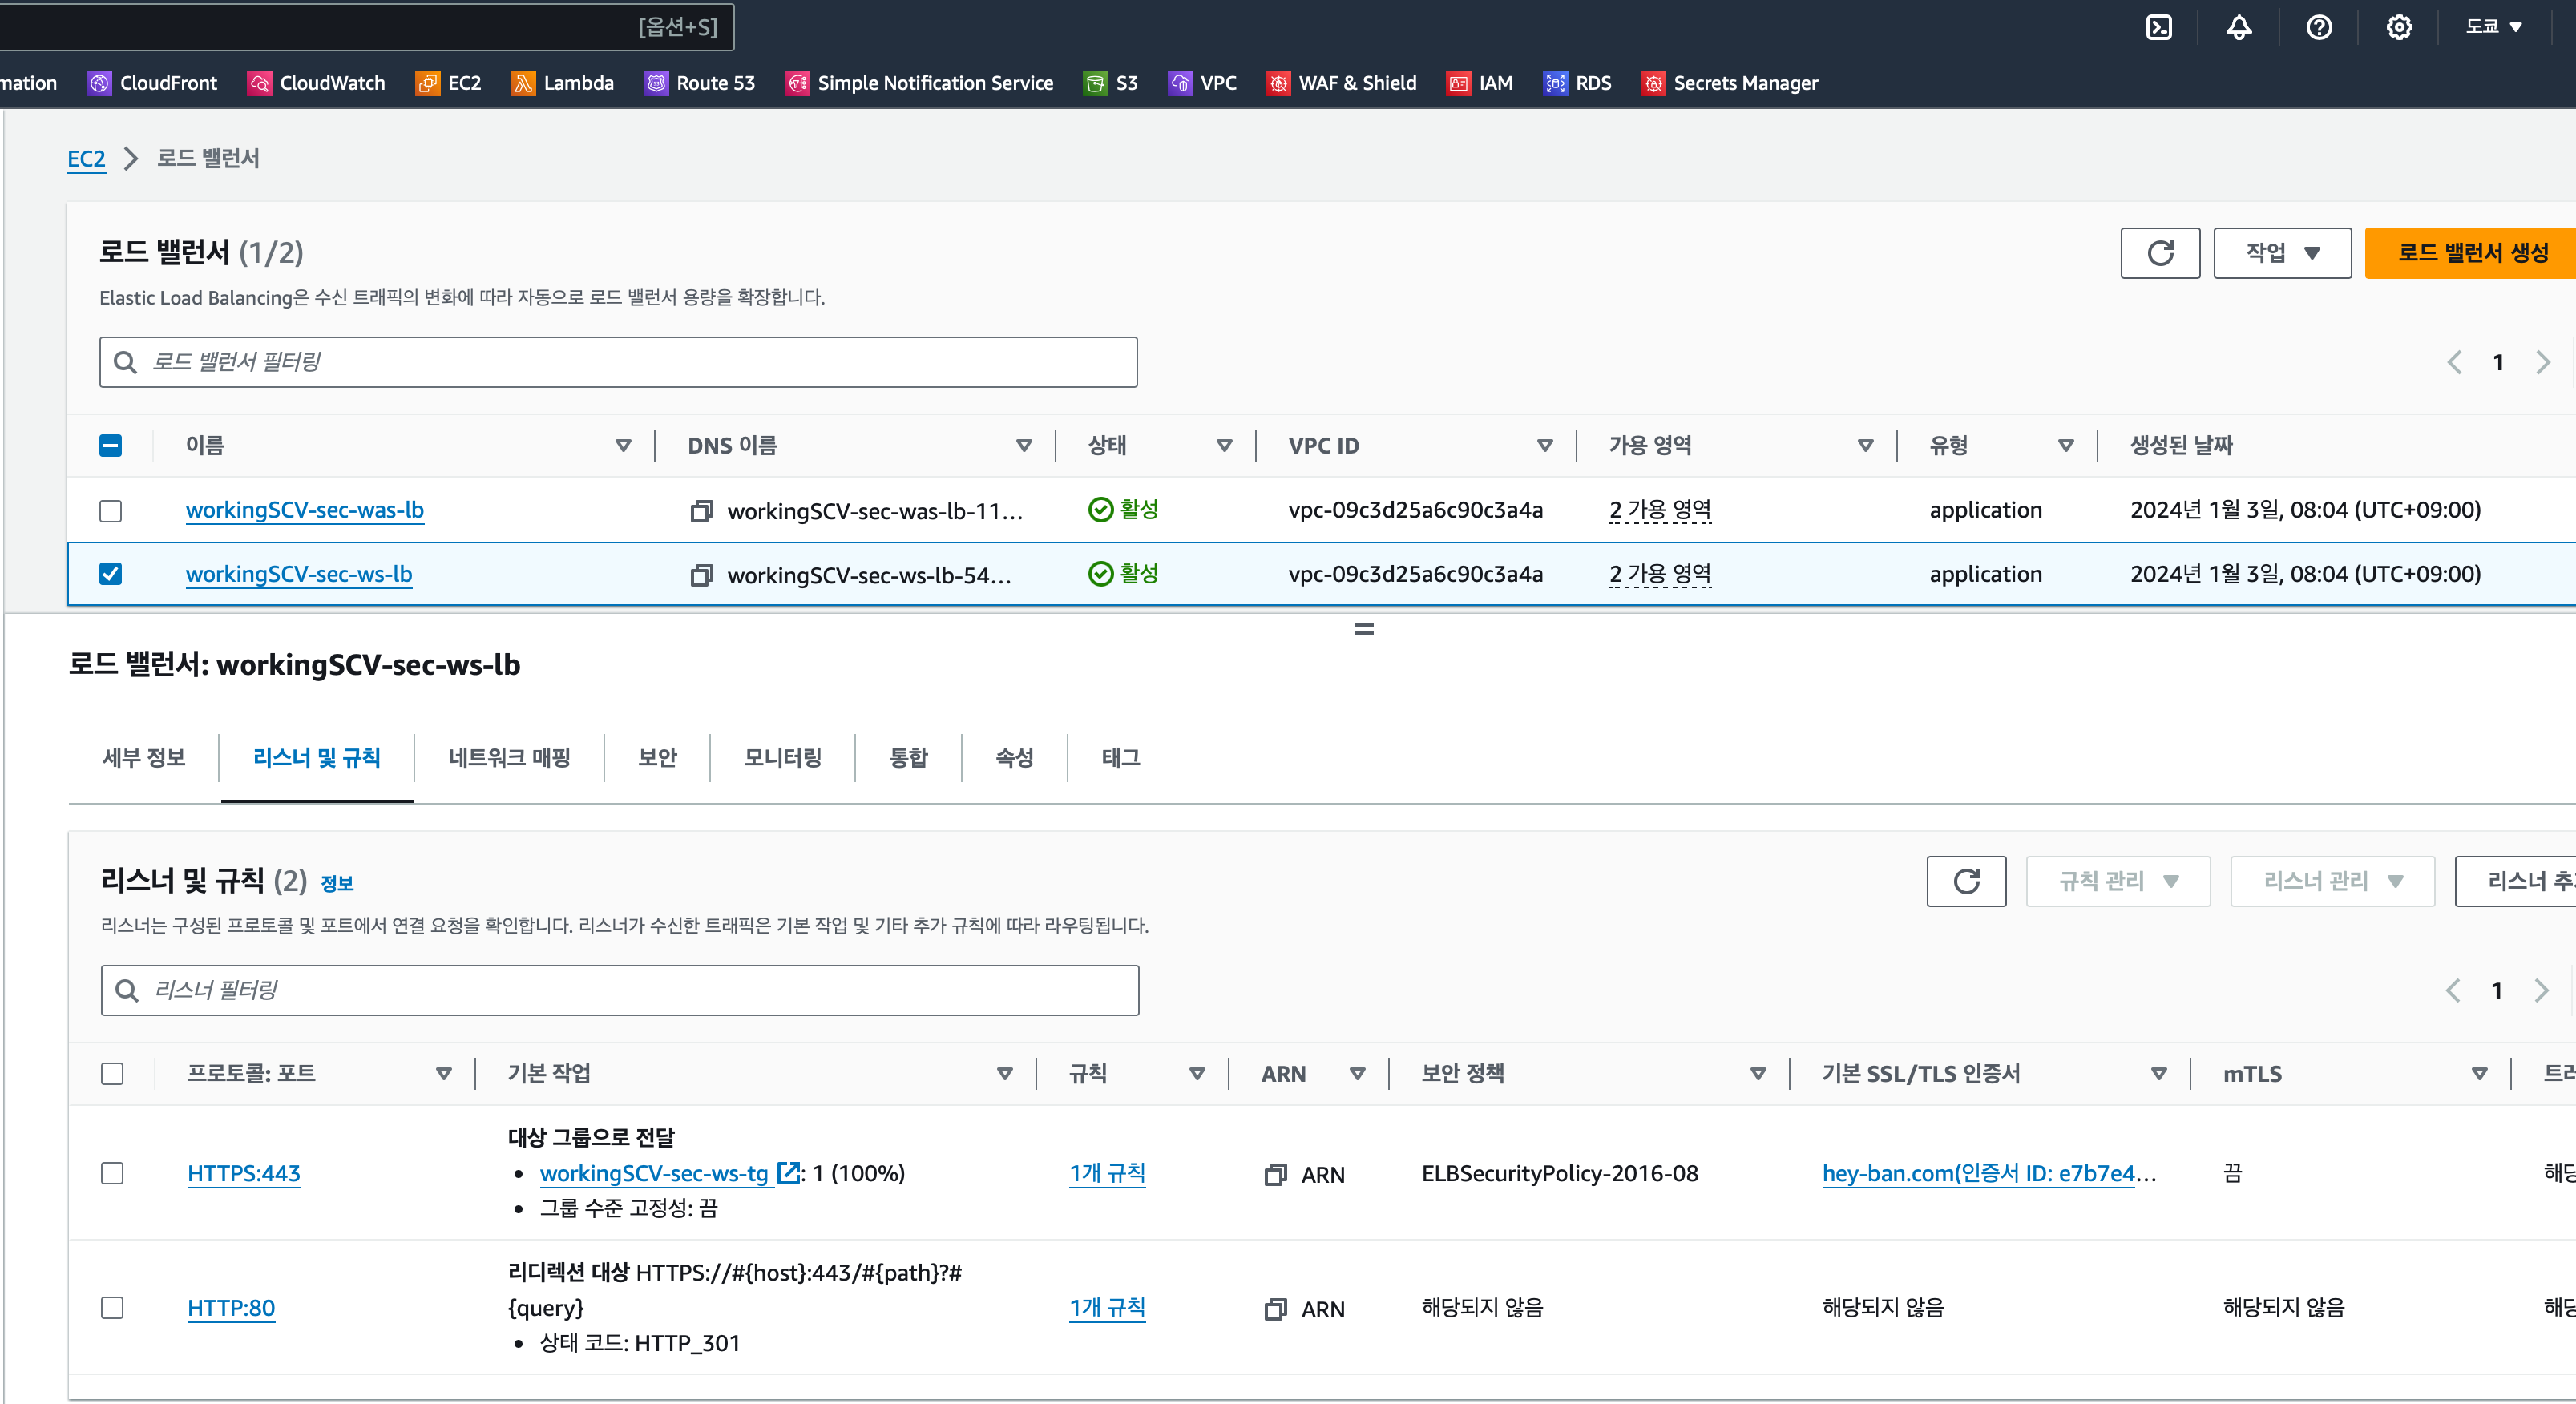 [옵션+S] 도쿄
mation CloudFront CloudWatch EC2 Lambda Route 53 Simple Notification Service S3 VPC WAF & Shield IAM RDS Secrets Manager
EC2 로드 밸런서
로드 밸런서 (1/2) 작업 로드 밸런서 생성
Elastic Load Balancing은 수신 트래픽의 변화에 따라 자동으로 로드 밸런서 용량을 확장합니다.
로드 밸런서 필터링 1
이름 DNS 이름 상태 VPC ID 가용 영역 유형 생성된 날짜
workingSCV-sec-was-lb workingSCV-sec-was-lb-11... 활성 vpc-09c3d25a6c90c3a4a 2 가용 영역 application 2024년 1월 3일, 08:04 (UTC+09:00)
workingSCV-sec-ws-lb workingSCV-sec-ws-lb-54... 활성 vpc-09c3d25a6c90c3a4a 2 가용 영역 application 2024년 1월 3일, 08:04 (UTC+09:00)
로드 밸런서: workingSCV-sec-ws-lb
세부 정보 리스너 및 규칙 네트워크 매핑 보안 모니터링 통합 속성 태그
리스너 및 규칙 (2) 정보 규칙 관리 리스너 관리 리스너
리스너는 구성된 프로토콜 및 포트에서 연결 요청을 확인합니다. 리스너가 수신한 트래픽은 기본 작업 및 기타 추가 규칙에 따라 라우팅됩니다.
리스너 필터링 1
프로토콜: 포트 기본 작업 규칙 ARN 보안 정책 기본 SSL/TLS 인증서 mTLS
대상 그룹으로 전달
HTTPS:443 • workingSCV-sec-ws-tg : 1 (100%) 1개 규칙 ARN ELBSecurityPolicy-2016-08 hey-ban.com(인증서 ID: e7b7e4... 끔
• 그룹 수준 고정성: 끔
리디렉션 대상 HTTPS://#{host}:443/#{path}?#
HTTP:80 {query} 1개 규칙 ARN 해당되지 않음 해당되지 않음 해당되지 않음
• 상태 코드: HTTP_301